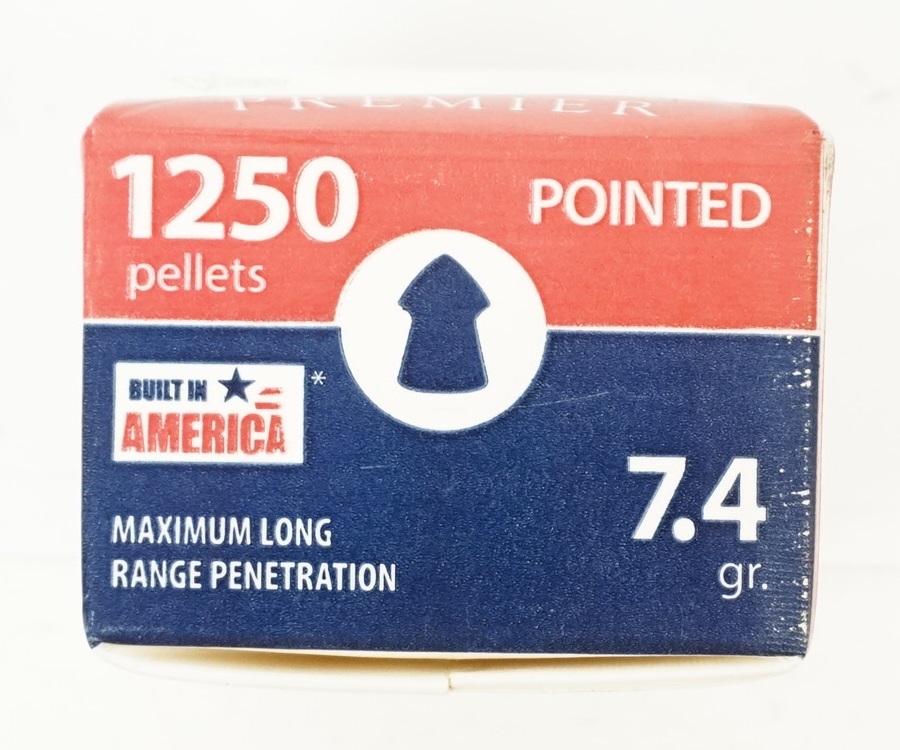 PREMIER
1250
pellets
POINTED
BUILT IN
AMERICA
*
MAXIMUM LONG
RANGE PENETRATION
7.4
gr.